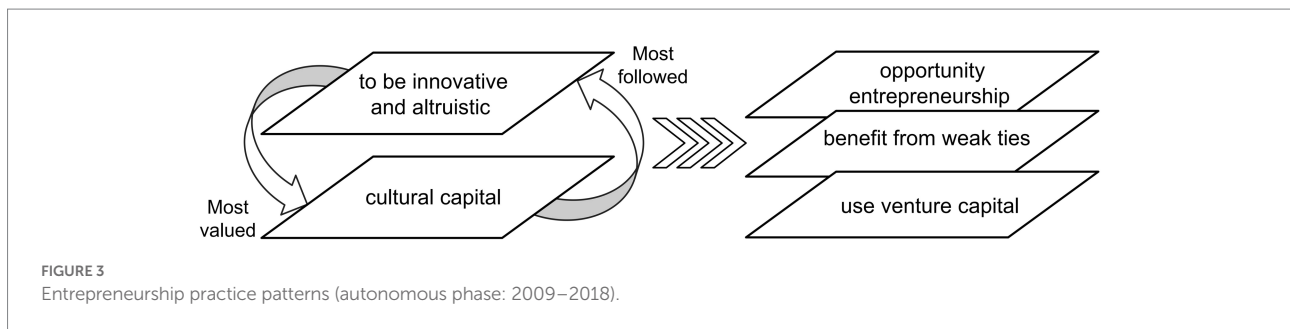 to be innovative
and altruistic
Most
followed
cultural capital
Most
valued
opportunity
entrepreneurship
benefit from weak ties
use venture capital
FIGURE 3
Entrepreneurship practice patterns (autonomous phase: 2009–2018).